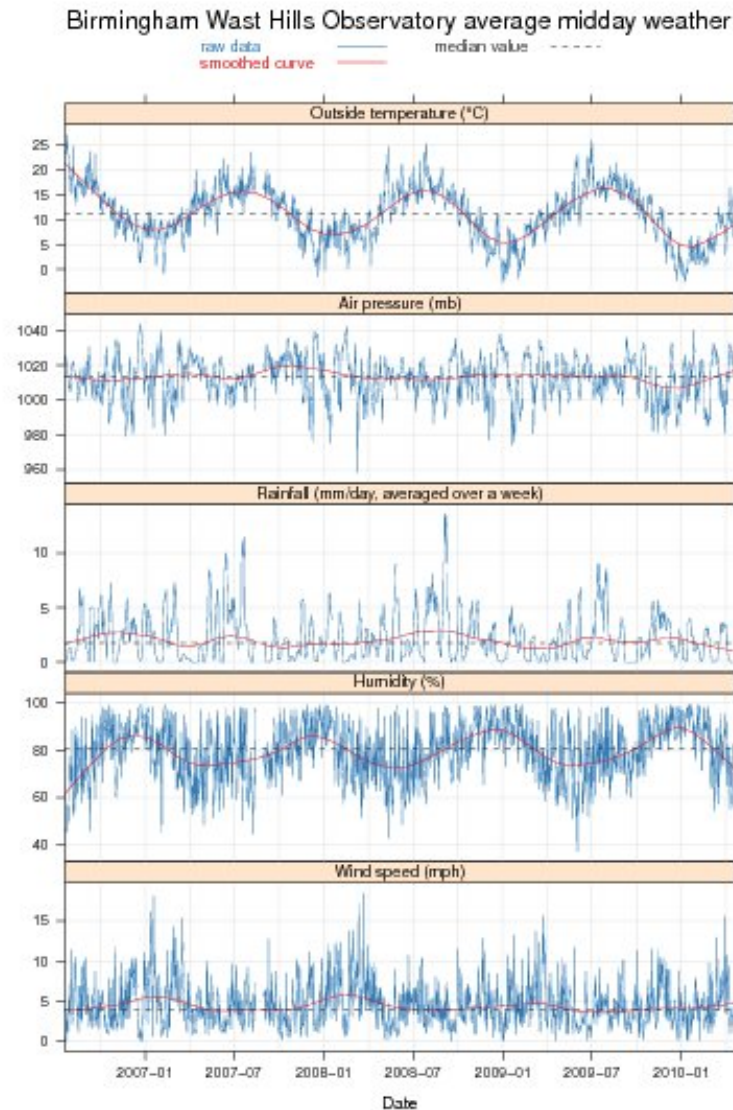 Birmingham Wast Hills Observatory average midday weather
raw data median value
smoothed curve
Outside temperature (°C)
25
20
15
10
5
0
Air pressure (mb)
1040
1020
1000
980
960
Rainfall (mm/day, averaged over a week)
10
5
0
Humidity (%)
100
80
60
40
Wind speed (mph)
15
10
5
0
2007-01 2007-07 2008-01 2008-07 2009-01 2009-07 2010-01
Date